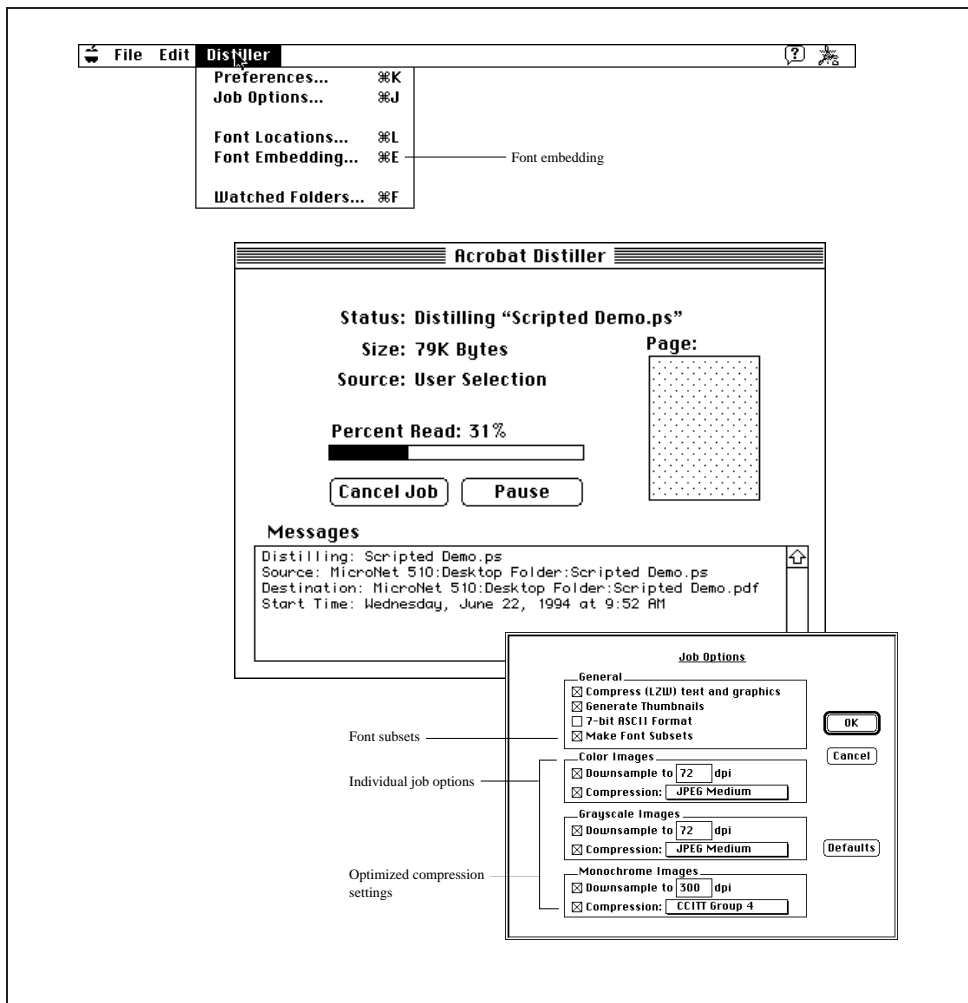 File Edit Distiller
Preferences... ⌘K
Job Options... ⌘J
Font Locations... ⌘L
Font Embedding... ⌘E
Font embedding
Watched Folders... ⌘F
Acrobat Distiller
Status: Distilling “Scripted Demo.ps”
Size: 79K Bytes
Source: User Selection
Page:
Percent Read: 31%
Cancel Job Pause
Messages
Distilling: Scripted Demo.ps
Source: MicroNet 510:Desktop Folder:Scripted Demo.ps
Destination: MicroNet 510:Desktop Folder:Scripted Demo.pdf
Start Time: Wednesday, June 22, 1994 at 9:52 AM
Job Options
General
Compress (LZW) text and graphics
Generate Thumbnails
7-bit ASCII Format
Make Font Subsets
OK
Cancel
Font subsets
Color Images
Downsample to 72 dpi
Compression: JPEG Medium
Individual job options
Grayscale Images
Downsample to 72 dpi
Compression: JPEG Medium
Defaults
Monochrome Images
Downsample to 300 dpi
Compression: CCITT Group 4
Optimized compression
settings